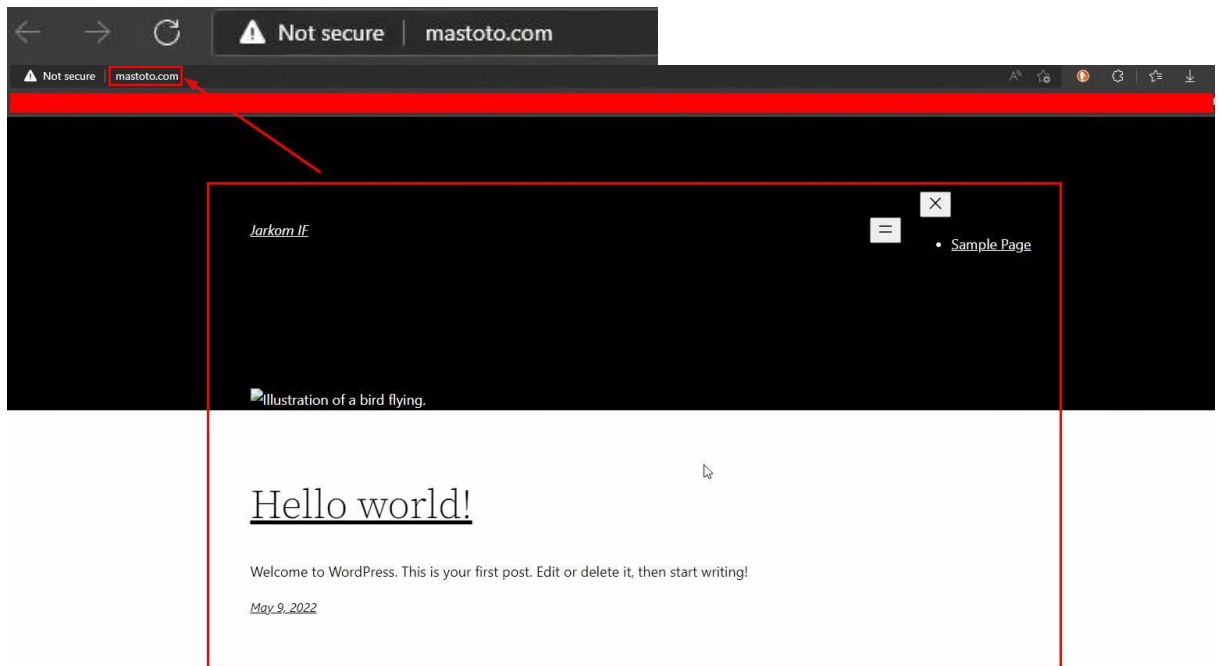 Not secure | mastoto.com
Not secure | mastoto.com
Jarkom IF
Sample Page
Illustration of a bird flying.
Hello world!
Welcome to WordPress. This is your first post. Edit or delete it, then start writing!
May 9, 2022